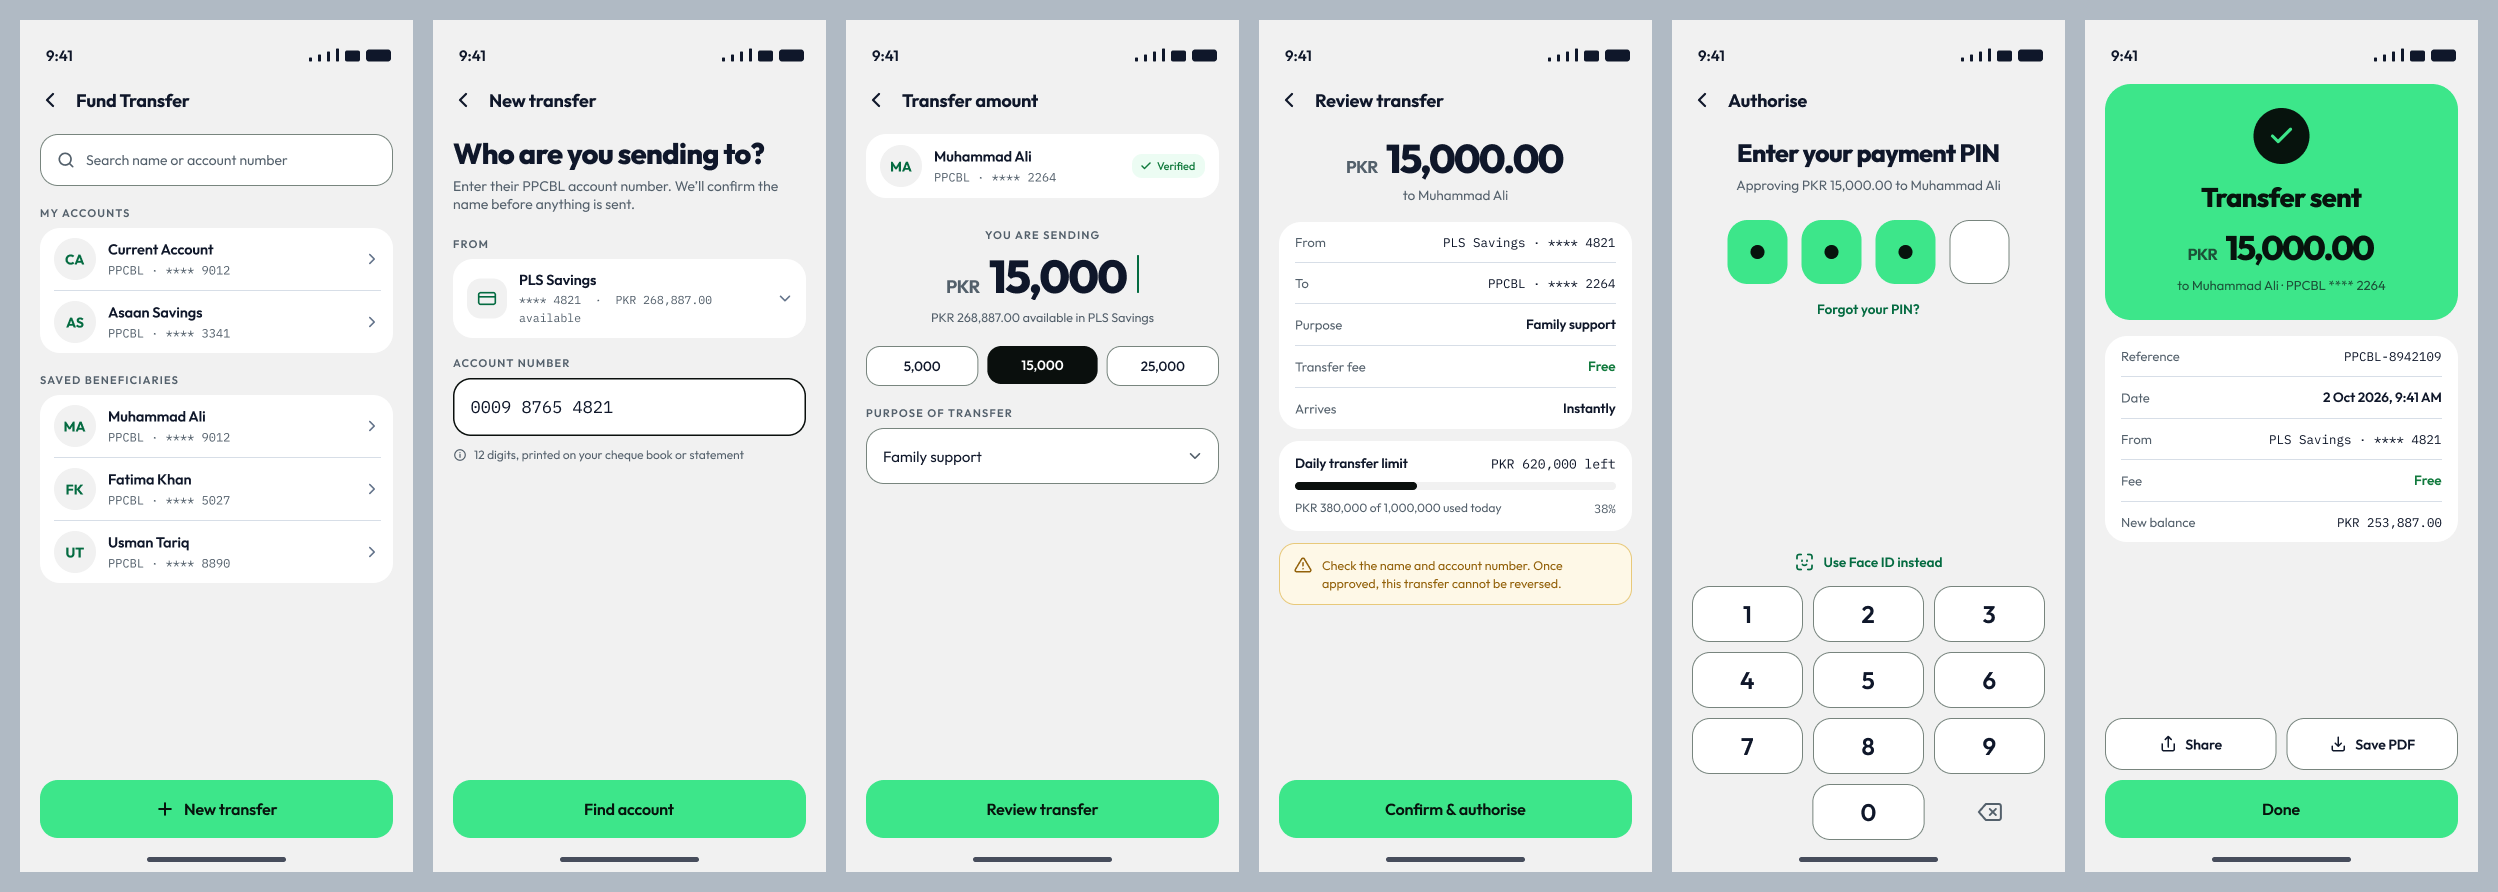 9:41
Fund Transfer
Search name or account number
MY ACCOUNTS
CA
Current Account
PPCBL · **** 9012
AS
Asaan Savings
PPCBL · **** 3341
SAVED BENEFICIARIES
MA
Muhammad Ali
PPCBL · **** 9012
FK
Fatima Khan
PPCBL · **** 5027
UT
Usman Tariq
PPCBL · **** 8890
New transfer
9:41
New transfer
Who are you sending to?
Enter their PPCBL account number. We'll confirm the
name before anything is sent.
FROM
PLS Savings
**** 4821 · PKR 268,887.00
available
ACCOUNT NUMBER
0009 8765 4821
12 digits, printed on your cheque book or statement
Find account
9:41
Transfer amount
MA
Muhammad Ali
PPCBL · **** 2264
Verified
YOU ARE SENDING
PKR 15,000
PKR 268,887.00 available in PLS Savings
5,000 15,000 25,000
PURPOSE OF TRANSFER
Family support
Review transfer
9:41
Review transfer
PKR 15,000.00
to Muhammad Ali
From PLS Savings · **** 4821
To PPCBL · **** 2264
Purpose Family support
Transfer fee Free
Arrives Instantly
Daily transfer limit PKR 620,000 left
PKR 380,000 of 1,000,000 used today 38%
Check the name and account number. Once
approved, this transfer cannot be reversed.
Confirm & authorise
9:41
Authorise
Enter your payment PIN
Approving PKR 15,000.00 to Muhammad Ali
Forgot your PIN?
Use Face ID instead
1 2 3
4 5 6
7 8 9
0
9:41
Transfer sent
PKR 15,000.00
to Muhammad Ali · PPCBL **** 2264
Reference PPCBL-8942109
Date 2 Oct 2026, 9:41 AM
From PLS Savings · **** 4821
Fee Free
New balance PKR 253,887.00
Share Save PDF
Done